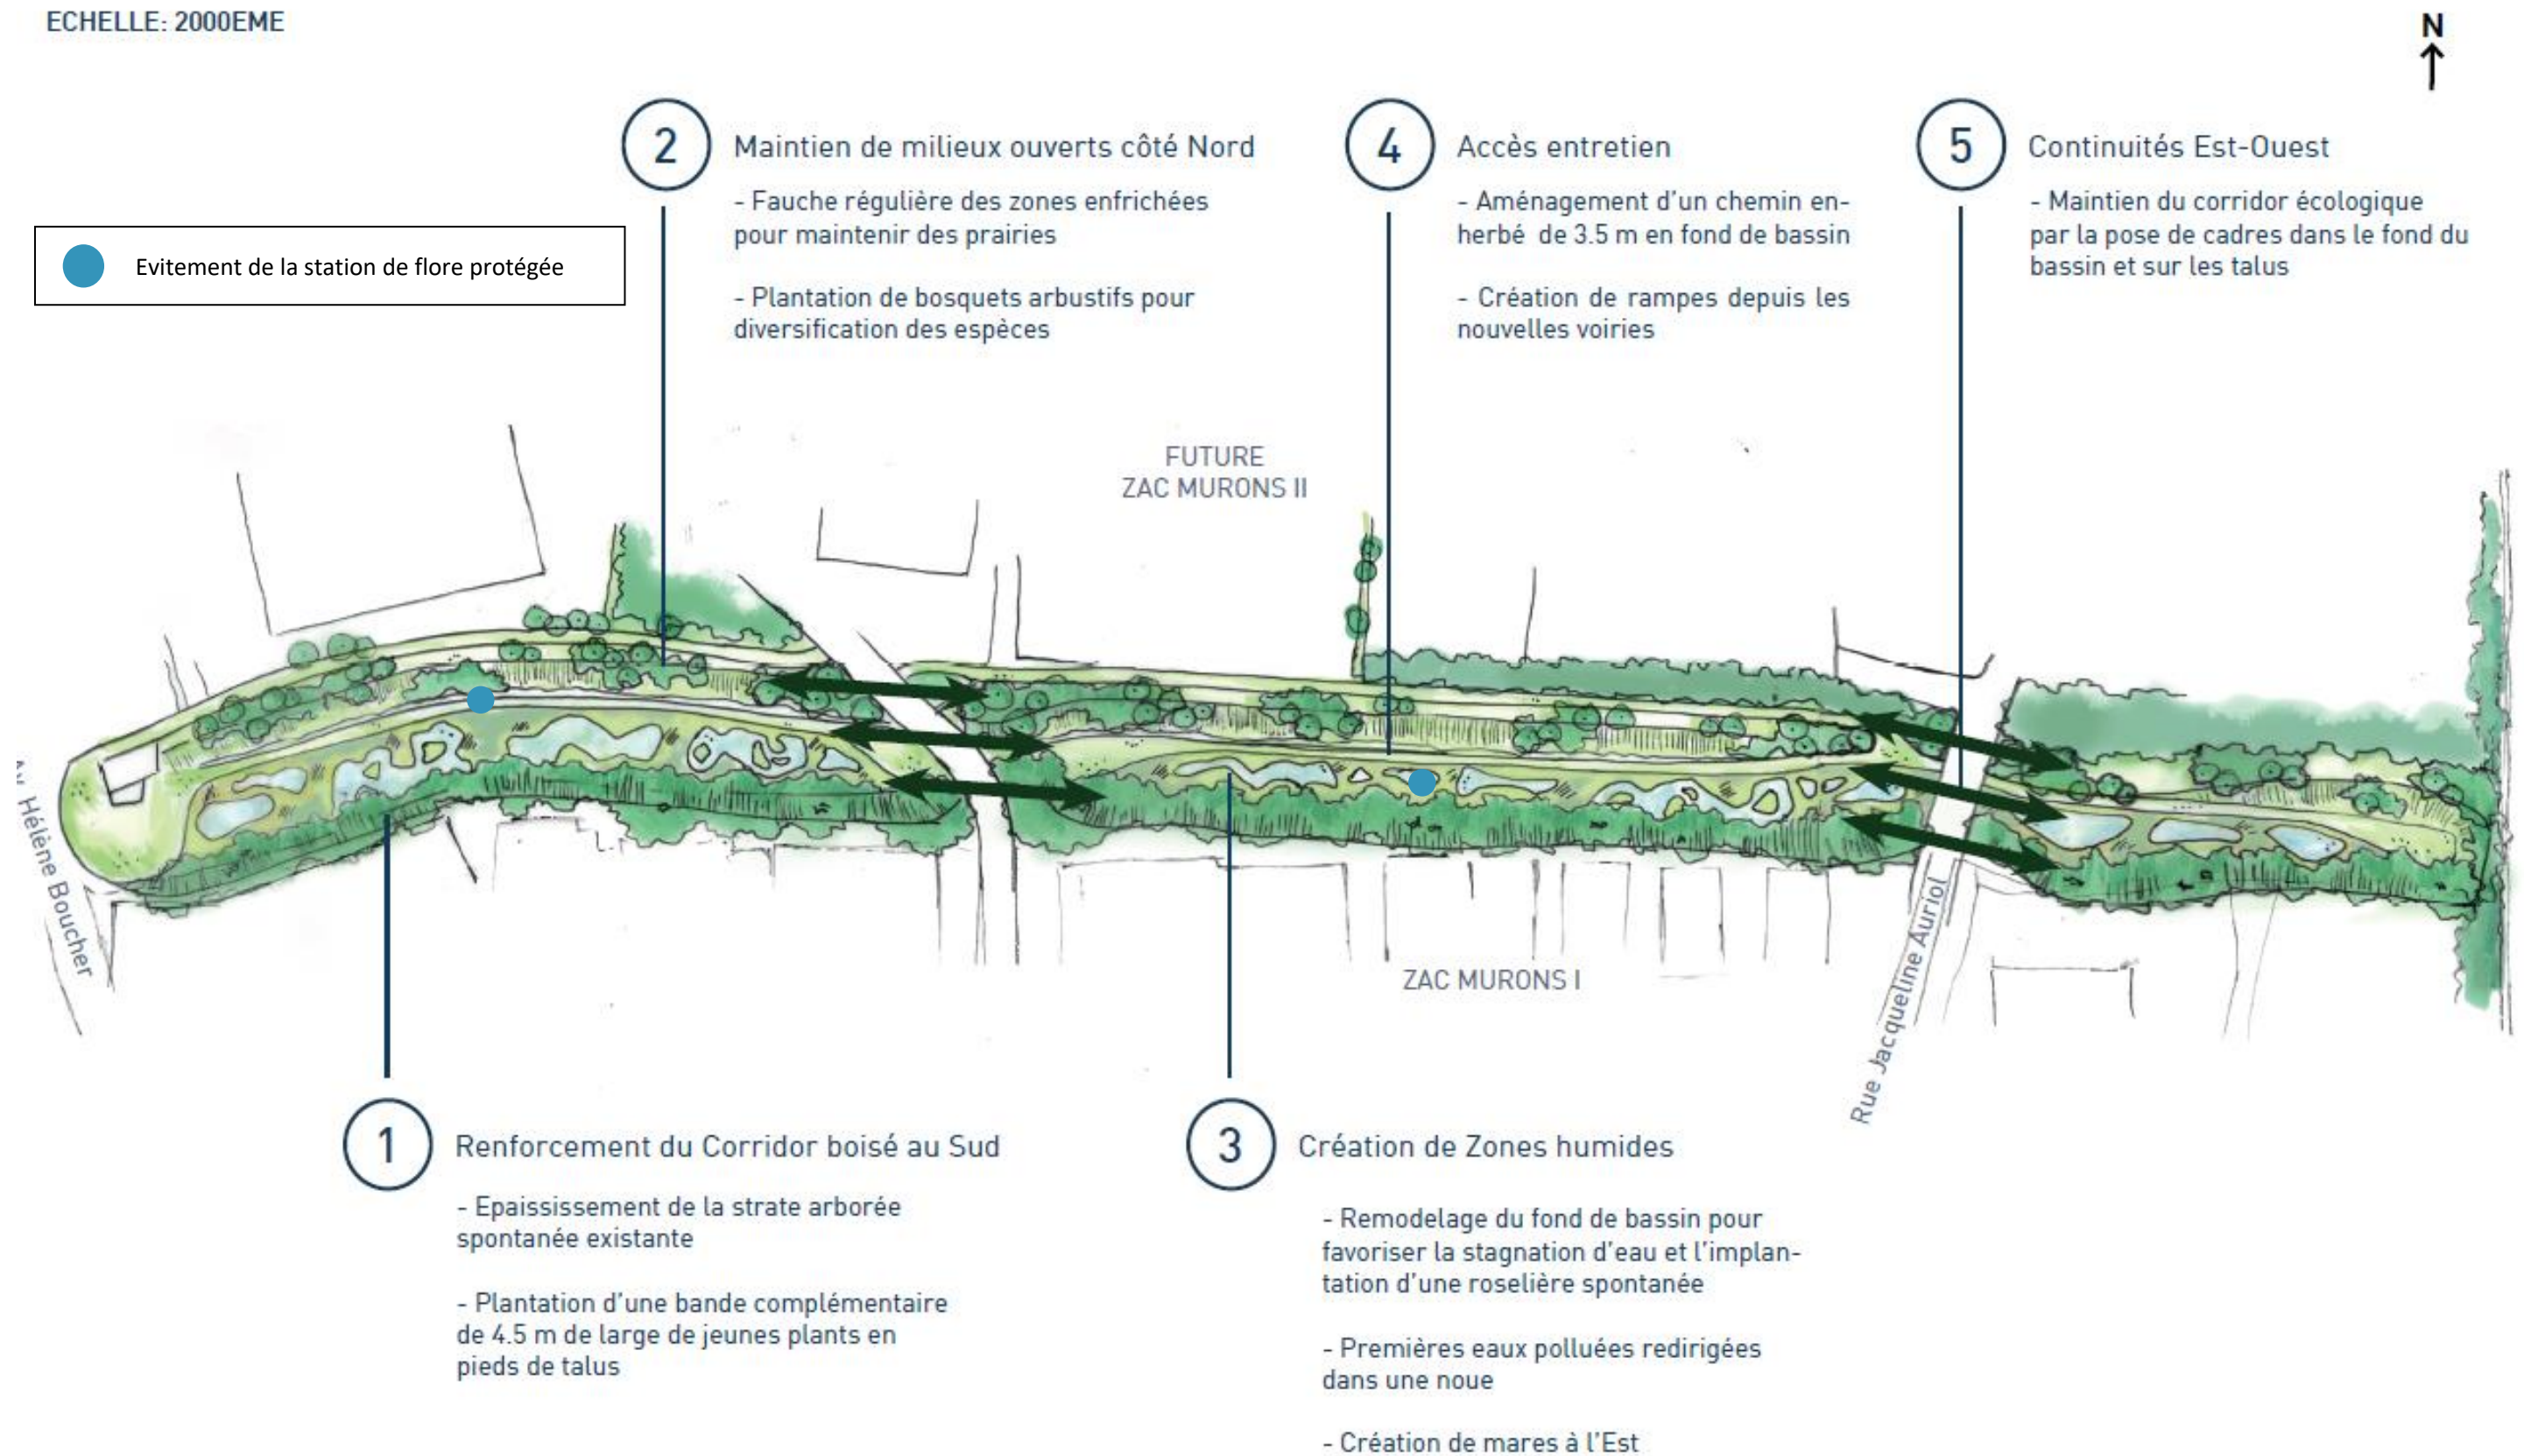 ECHELLE: 2000EME
N
2
Maintien de milieux ouverts côté Nord
- Fauche régulière des zones enfrichées
pour maintenir des prairies
- Plantation de bosquets arbustifs pour
diversification des espèces
4
Accès entretien
- Aménagement d'un chemin en-
herbé de 3.5 m en fond de bassin
- Création de rampes depuis les
nouvelles voiries
5
Continuités Est-Ouest
- Maintien du corridor écologique
par la pose de cadres dans le fond du
bassin et sur les talus
Evitement de la station de flore protégée
FUTURE
ZAC MURONS II
Hélène Boucher
ZAC MURONS I
Rue Jacqueline Auriol
1
Renforcement du Corridor boisé au Sud
- Epaississement de la strate arborée
spontanée existante
- Plantation d'une bande complémentaire
de 4.5 m de large de jeunes plants en
pieds de talus
3
Création de Zones humides
- Remodelage du fond de bassin pour
favoriser la stagnation d'eau et l'implan-
tation d'une roselière spontanée
- Premières eaux polluées redirigées
dans une noue
- Création de mares à l'Est